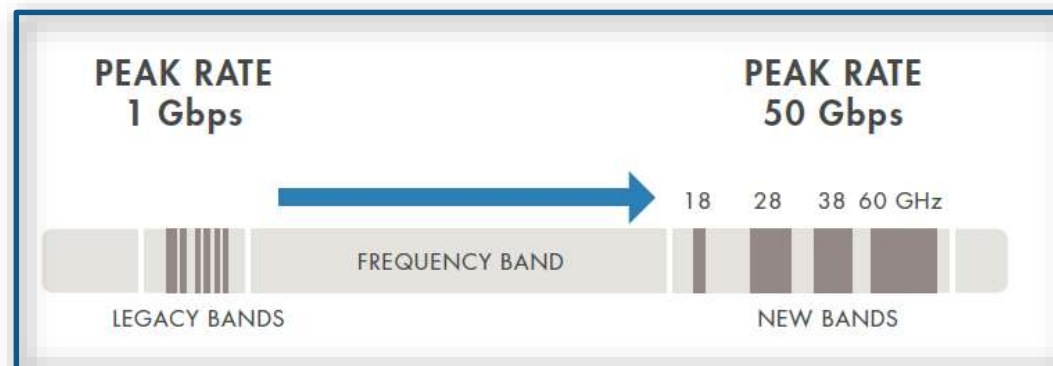 PEAK RATE
1 Gbps
PEAK RATE
50 Gbps
18 28 38 60 GHz
FREQUENCY BAND
LEGACY BANDS
NEW BANDS